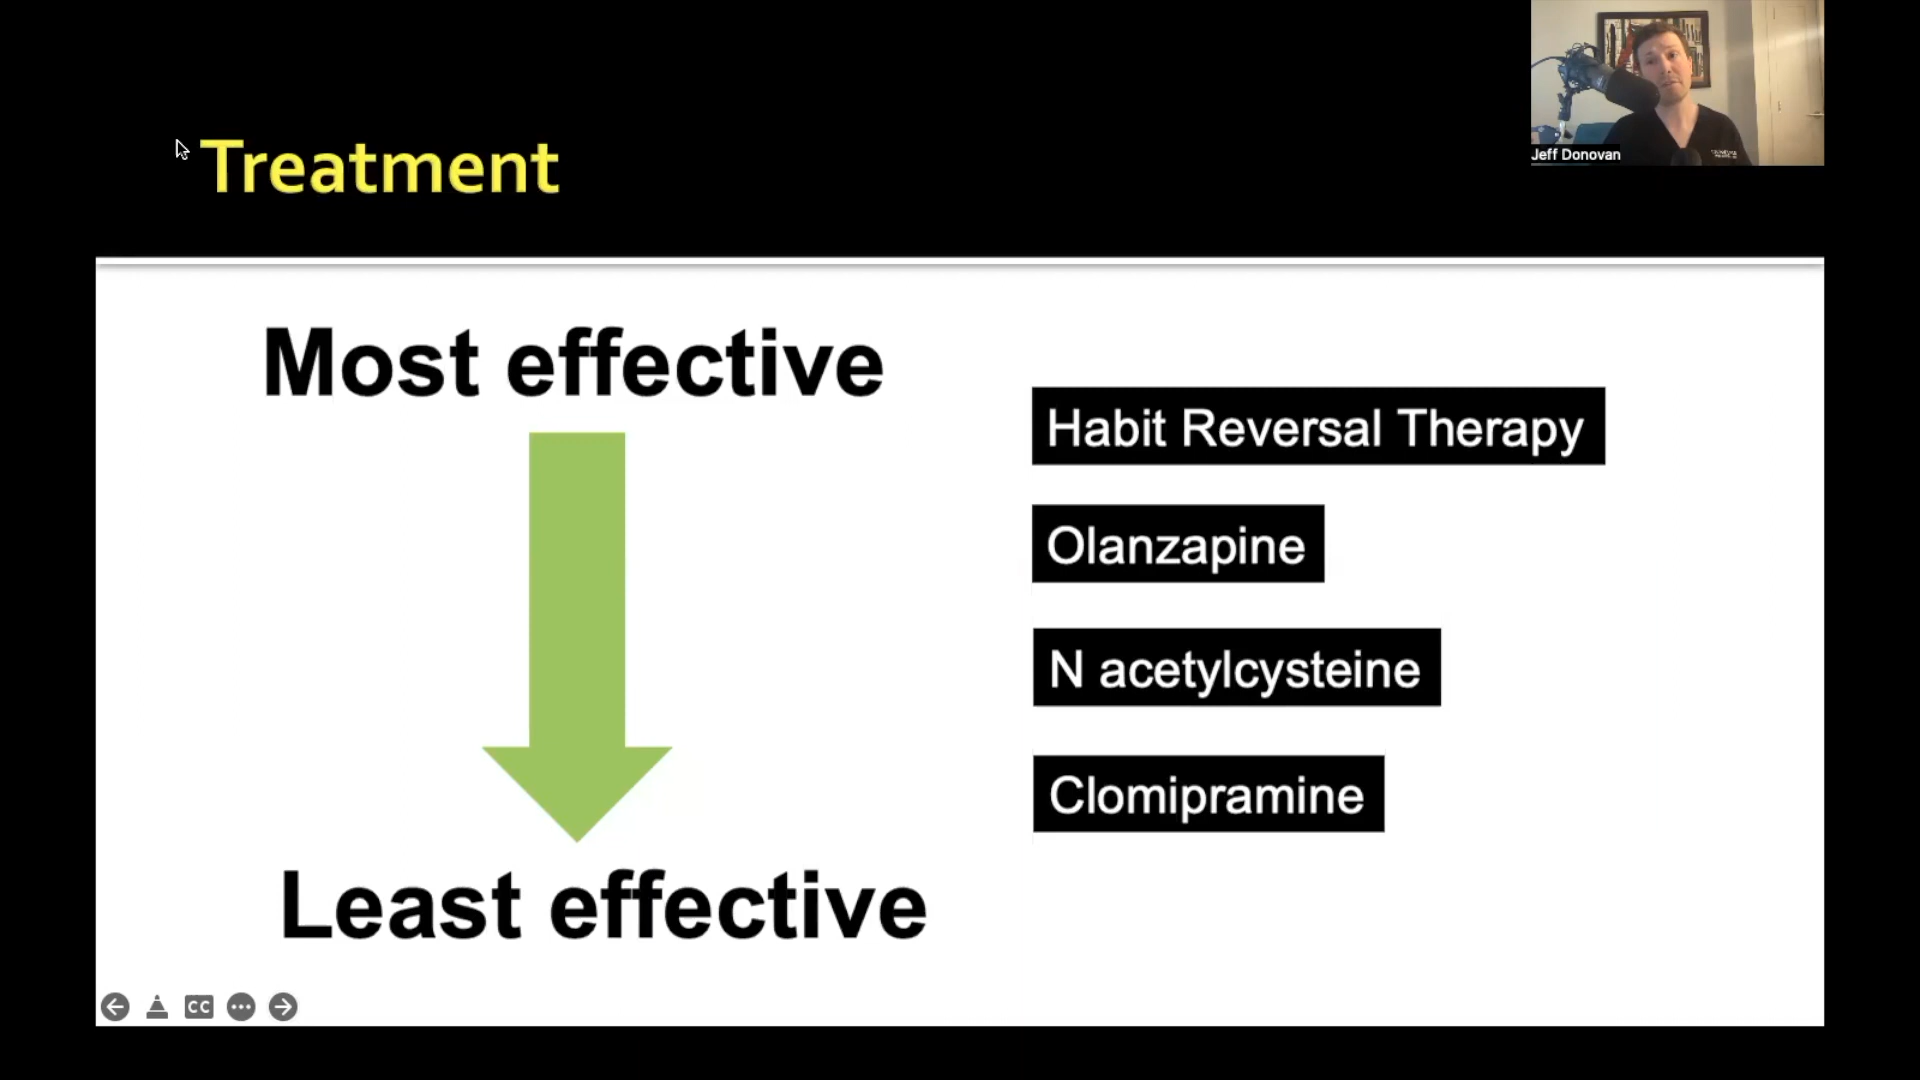 Treatment
Jeff Donovan
Most effective
Habit Reversal Therapy
Olanzapine
N acetylcysteine
Clomipramine
Least effective
CC